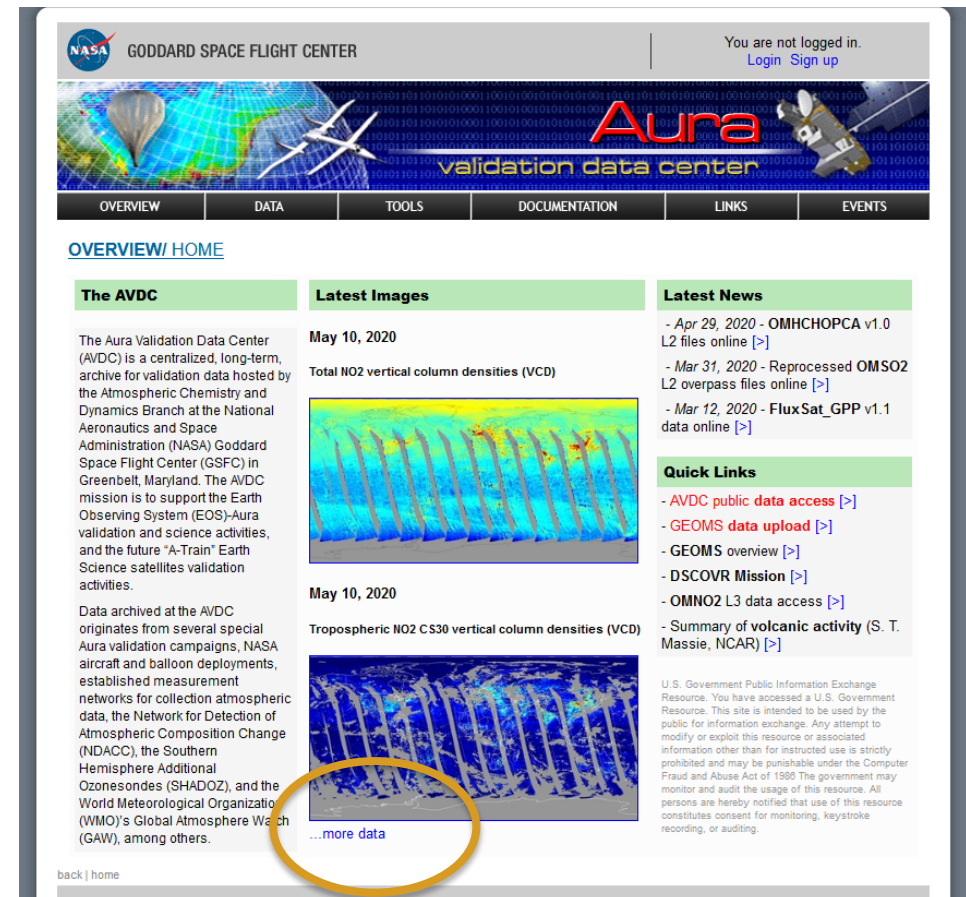 NASA
GODDARD SPACE FLIGHT CENTER
You are not logged in.
Login Sign up
Aura
validation data center
OVERVIEW DATA TOOLS DOCUMENTATION LINKS EVENTS
OVERVIEW/ HOME
The AVDC
The Aura Validation Data Center
(AVDC) is a centralized, long-term,
archive for validation data hosted by
the Atmospheric Chemistry and
Dynamics Branch at the National
Aeronautics and Space
Administration (NASA) Goddard
Space Flight Center (GSFC) in
Greenbelt, Maryland. The AVDC
mission is to support the Earth
Observing System (EOS)-Aura
validation and science activities,
and the future “A-Train” Earth
Science satellites validation
activities.
Data archived at the AVDC
originates from several special
Aura validation campaigns, NASA
aircraft and balloon deployments,
established measurement
networks for collection atmospheric
data, the Network for Detection of
Atmospheric Composition Change
(NDACC), the Southern
Hemisphere Additional
Ozonesondes (SHADOZ), and the
World Meteorological Organization
(WMO)'s Global Atmosphere Watch
(GAW), among others.
Latest Images
May 10, 2020
Total NO2 vertical column densities (VCD)
May 10, 2020
Tropospheric NO2 CS30 vertical column densities (VCD)
...more data
Latest News
- Apr 29, 2020 - OMHCHOPCA v1.0
L2 files online [>]
- Mar 31, 2020 - Reprocessed OMSO2
L2 overpass files online [>]
- Mar 12, 2020 - FluxSat_GPP v1.1
data online [>]
Quick Links
- AVDC public data access [>]
- GEOMS data upload [>]
- GEOMS overview [>]
- DSCOVR Mission [>]
- OMNO2 L3 data access [>]
- Summary of volcanic activity (S. T.
Massie, NCAR) [>]
U.S. Government Public Information Exchange
Resource. You have accessed a U.S. Government
Resource. This site is intended to be used by the
public for information exchange. Any attempt to
modify or exploit this resource or associated
information other than for instructed use is strictly
prohibited and may be punishable under the Computer
Fraud and Abuse Act of 1986 The government may
monitor and audit the usage of this resource. All
persons are hereby notified that use of this resource
constitutes consent for monitoring, keystroke
recording, or auditing.
back | home